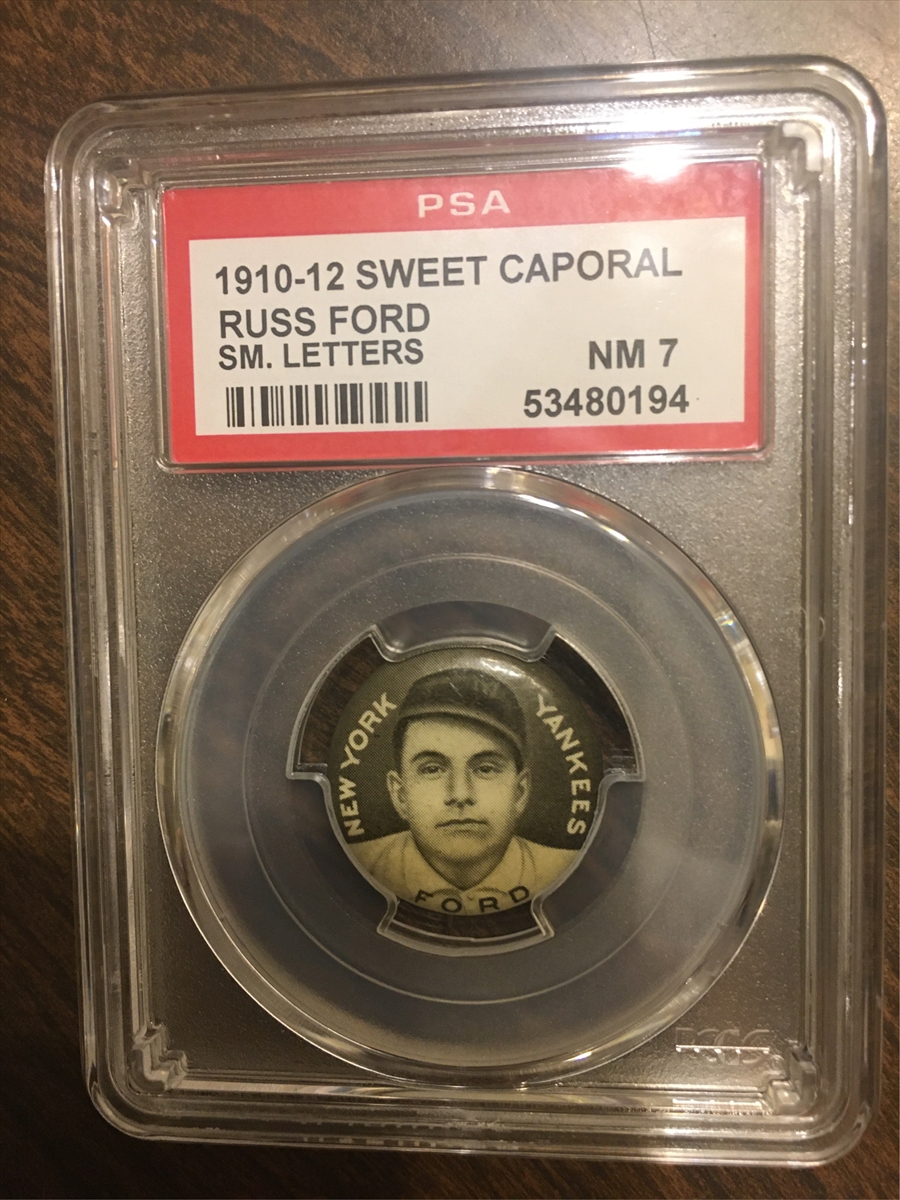 PSA
1910-12 SWEET CAPORAL
RUSS FORD
SM. LETTERS
NM 7
53480194
NEW YORK
YANKEES
FORD